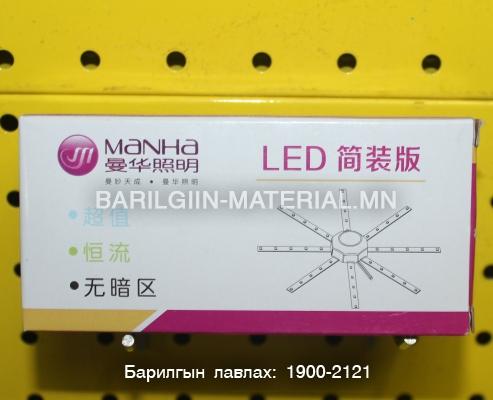 MANHA
曼华照明
曼妙天成 • 曼华照明
LED 简装版
BARILGIIN-MATERIAL.MN
• 超值
• 恒流
• 无暗区
Барилгын лавлах: 1900-2121